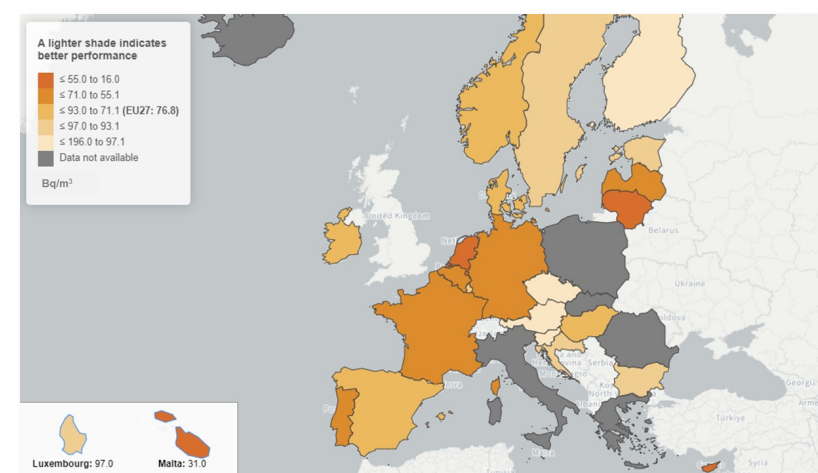 A lighter shade indicates
better performance
≤ 55.0 to 16.0
≤ 71.0 to 55.1
≤ 93.0 to 71.1 (EU27: 76.8)
≤ 97.0 to 93.1
≤ 196.0 to 97.1
Data not available
Bq/m³
United Kingdom
Belarus
Ukraine
Serbia
Georgia
Türkiye
Malta
Syria
Luxembourg: 97.0
Malta: 31.0